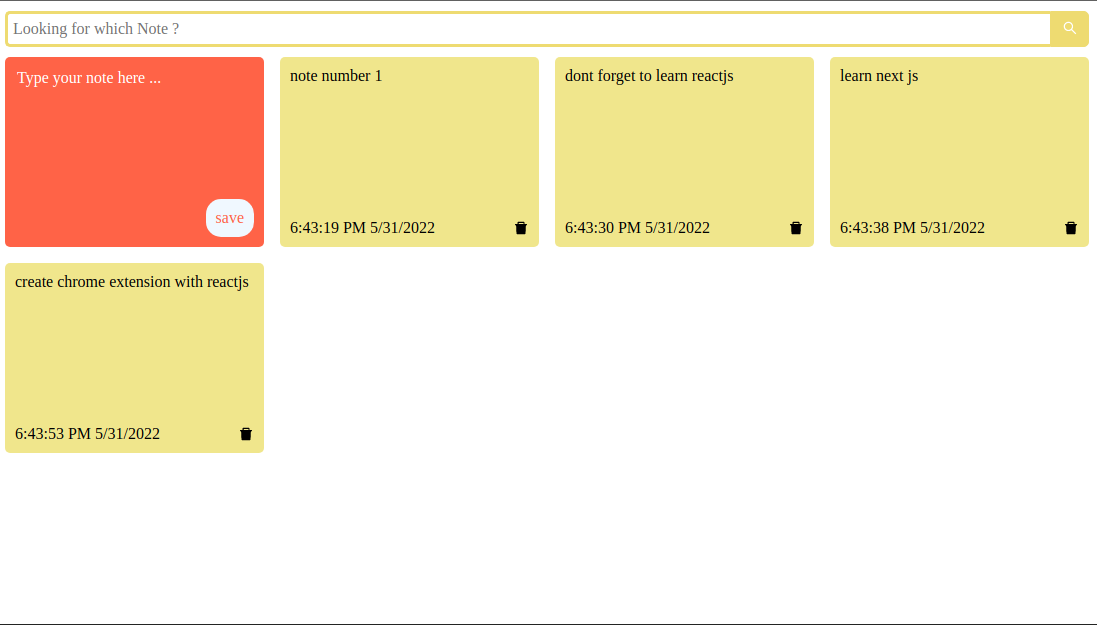 Looking for which Note ?
Type your note here ...
save
note number 1
6:43:19 PM 5/31/2022
dont forget to learn reactjs
6:43:30 PM 5/31/2022
learn next js
6:43:38 PM 5/31/2022
create chrome extension with reactjs
6:43:53 PM 5/31/2022